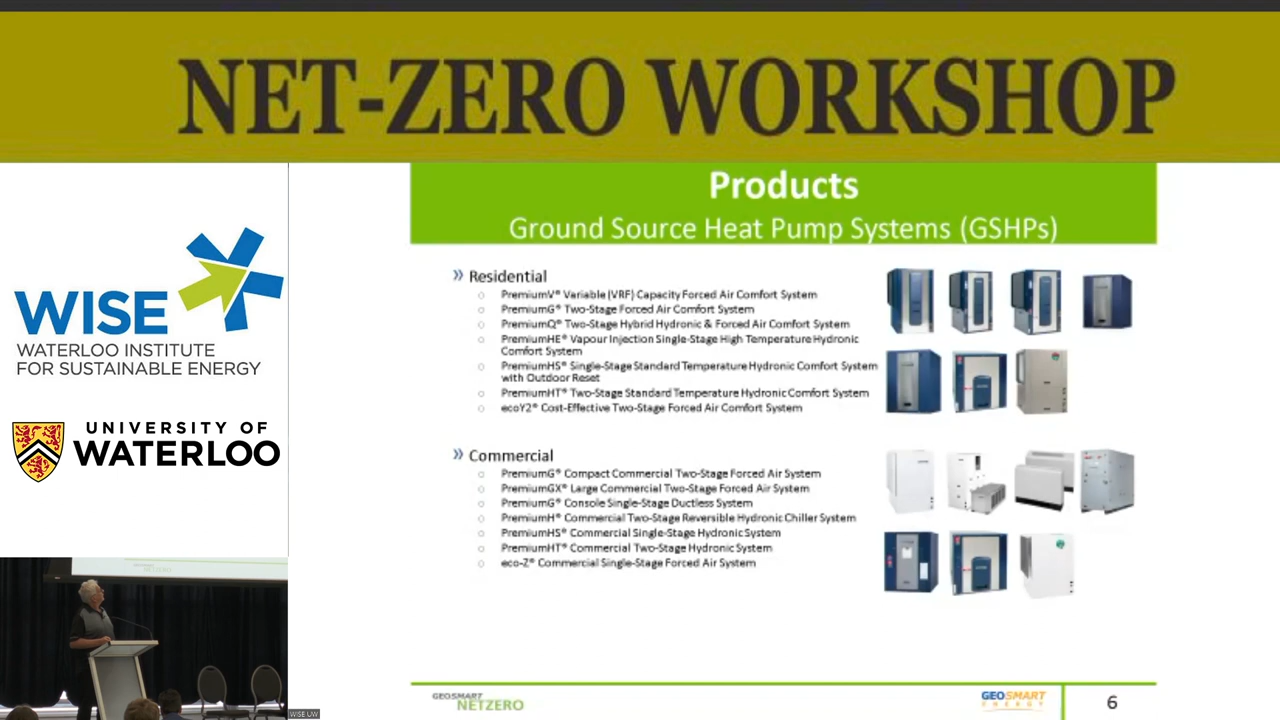 NET-ZERO WORKSHOP
Products
Ground Source Heat Pump Systems (GSHPs)
WISE
WATERLOO INSTITUTE
FOR SUSTAINABLE ENERGY
UNIVERSITY OF
WATERLOO
» Residential
○ PremiumV® Variable (VRF) Capacity Forced Air Comfort System
○ PremiumG® Two-Stage Forced Air Comfort System
○ PremiumQ® Two-Stage Hybrid Hydronic & Forced Air Comfort System
○ PremiumHE® Vapour Injection Single-Stage High Temperature Hydronic
Comfort System
○ PremiumHS® Single-Stage Standard Temperature Hydronic Comfort System
with Outdoor Reset
○ PremiumHT® Two-Stage Standard Temperature Hydronic Comfort System
○ ecoY2® Cost-Effective Two-Stage Forced Air Comfort System
» Commercial
○ PremiumG® Compact Commercial Two-Stage Forced Air System
○ PremiumGX® Large Commercial Two-Stage Forced Air System
○ PremiumG® Console Single-Stage Ductless System
○ PremiumH® Commercial Two-Stage Reversible Hydronic Chiller System
○ PremiumHS® Commercial Single-Stage Hydronic System
○ PremiumHT® Commercial Two-Stage Hydronic System
○ eco-Z® Commercial Single-Stage Forced Air System
GEOSMART
NETZERO
GEOSMART
ENERGY
6
WISE UW